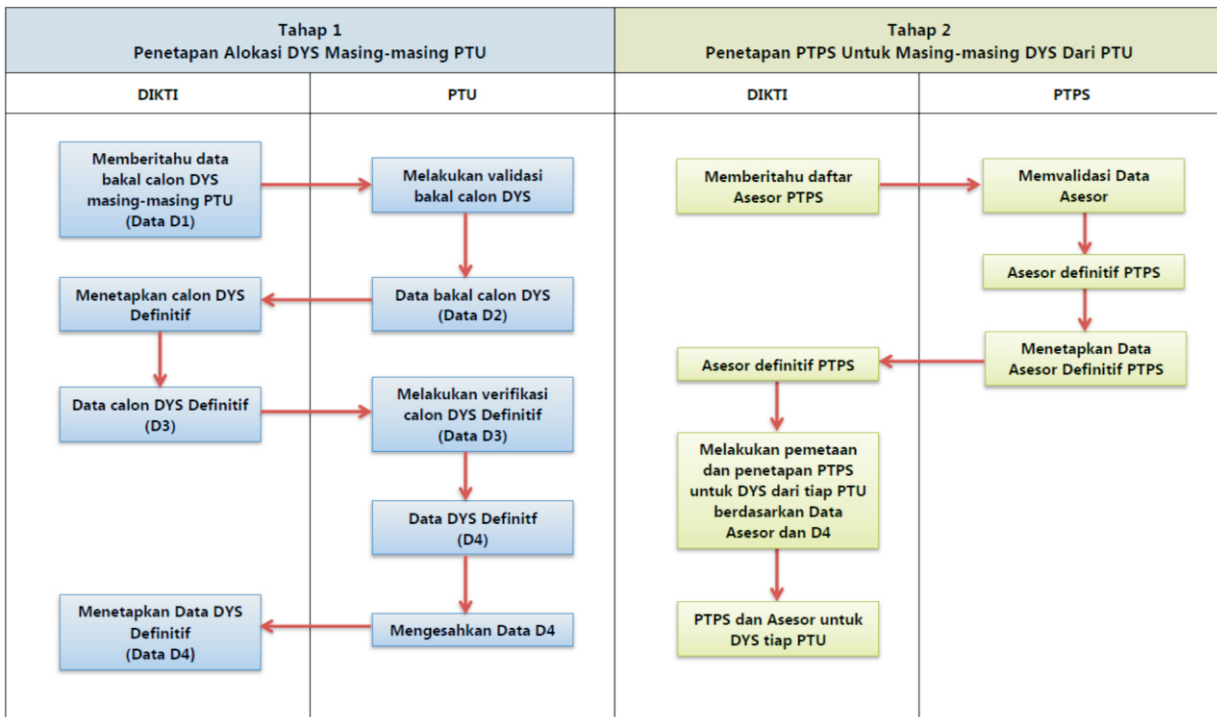 Tahap 1
Penetapan Alokasi DYS Masing-masing PTU
Tahap 2
Penetapan PTPS Untuk Masing-masing DYS Dari PTU
DIKTI
PTU
DIKTI
PTPS
Memberitahu data
bakal calon DYS
masing-masing PTU
(Data D1)
Melakukan validasi
bakal calon DYS
Menetapkan calon DYS
Definitif
Data bakal calon DYS
(Data D2)
Data calon DYS Definitif
(D3)
Melakukan verifikasi
calon DYS Definitif
(Data D3)
Data DYS Definitf
(D4)
Menetapkan Data DYS
Definitif
(Data D4)
Mengesahkan Data D4
Memberitahu daftar
Asesor PTPS
Memvalidasi Data
Asesor
Asesor definitif PTPS
Menetapkan Data
Asesor Definitif PTPS
Asesor definitif PTPS
Melakukan pemetaan
dan penetapan PTPS
untuk DYS dari tiap PTU
berdasarkan Data
Asesor dan D4
PTPS dan Asesor untuk
DYS tiap PTU